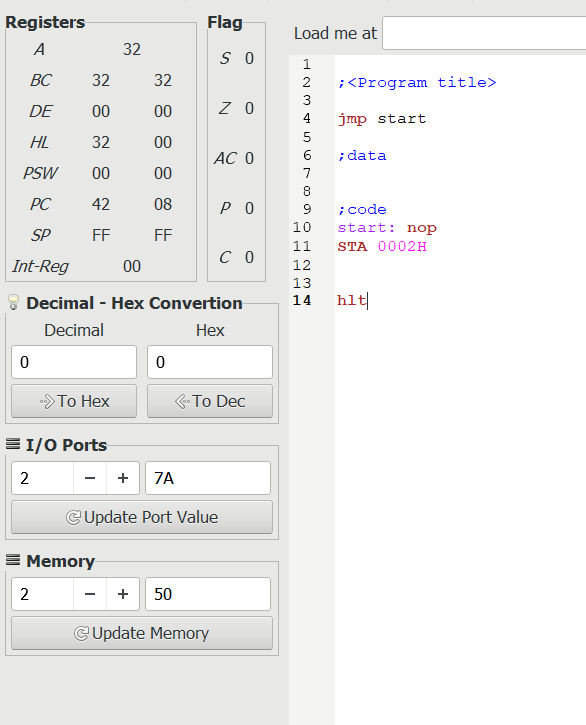 Registers
A 32
BC 32 32
DE 00 00
HL 32 00
PSW 00 00
PC 42 08
SP FF FF
Int-Reg 00
Flag
S 0
Z 0
AC 0
P 0
C 0
Decimal - Hex Convertion
Decimal Hex
0 0
To Hex To Dec
I/O Ports
2 − + 7A
Update Port Value
Memory
2 − + 50
Update Memory
Load me at
1
2 ;<Program title>
3
4 jmp start
5
6 ;data
7
8
9 ;code
10 start: nop
11 STA 0002H
12
13
14 hlt